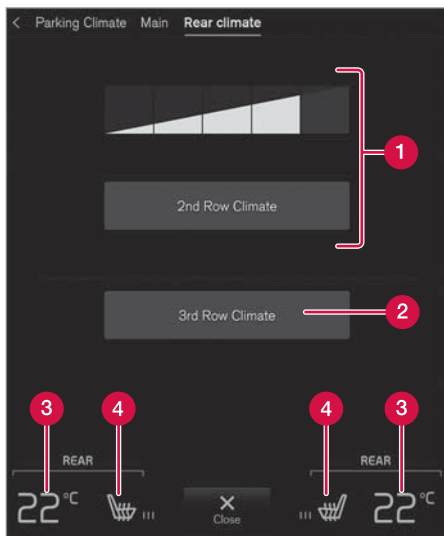 < Parking Climate Main Rear climate
1
2nd Row Climate
2
3rd Row Climate
3 4 4 3
REAR REAR
22°C 22°C
Close